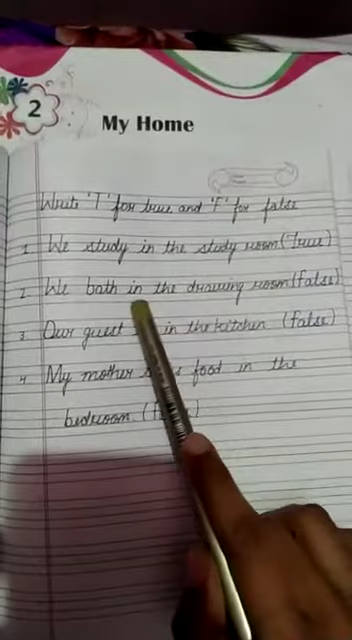 2
My Home
Write 'T' for true and 'F' for false
1. We study in the study room (True)
2. We bath in the drawing room (false)
3. Our guest in the kitchen (false)
4. My mother food in the
bedroom. (